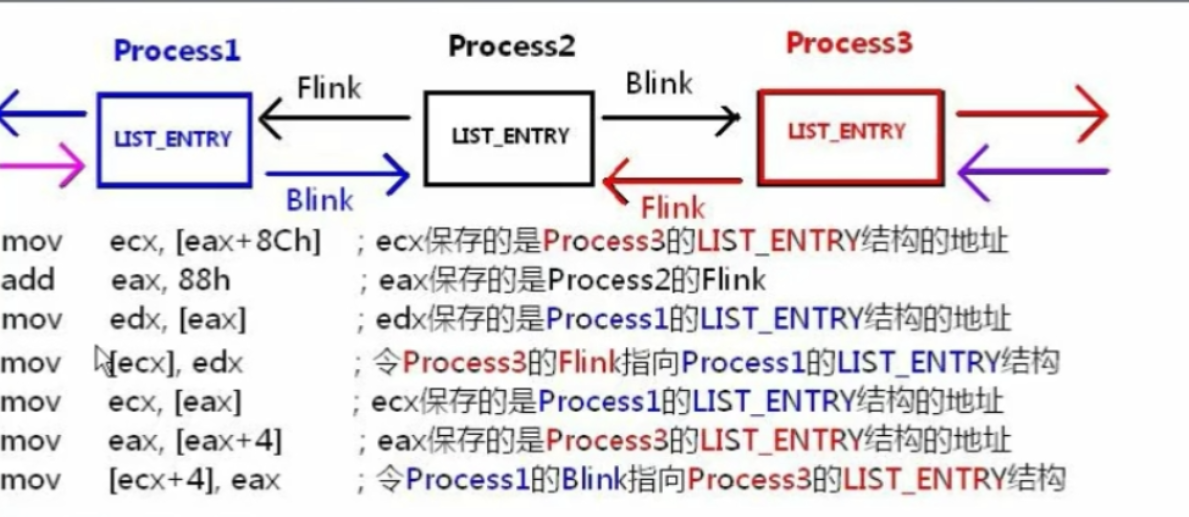 Process1 Process2 Process3
Flink Blink
LIST_ENTRY LIST_ENTRY LIST_ENTRY
Blink Flink
mov ecx, [eax+8Ch] ; ecx保存的是Process3的LIST_ENTRY结构的地址
add eax, 88h ; eax保存的是Process2的Flink
mov edx, [eax] ; edx保存的是Process1的LIST_ENTRY结构的地址
mov [ecx], edx ; 令Process3的Flink指向Process1的LIST_ENTRY结构
mov ecx, [eax] ; ecx保存的是Process1的LIST_ENTRY结构的地址
mov eax, [eax+4] ; eax保存的是Process3的LIST_ENTRY结构的地址
mov [ecx+4], eax ; 令Process1的Blink指向Process3的LIST_ENTRY结构